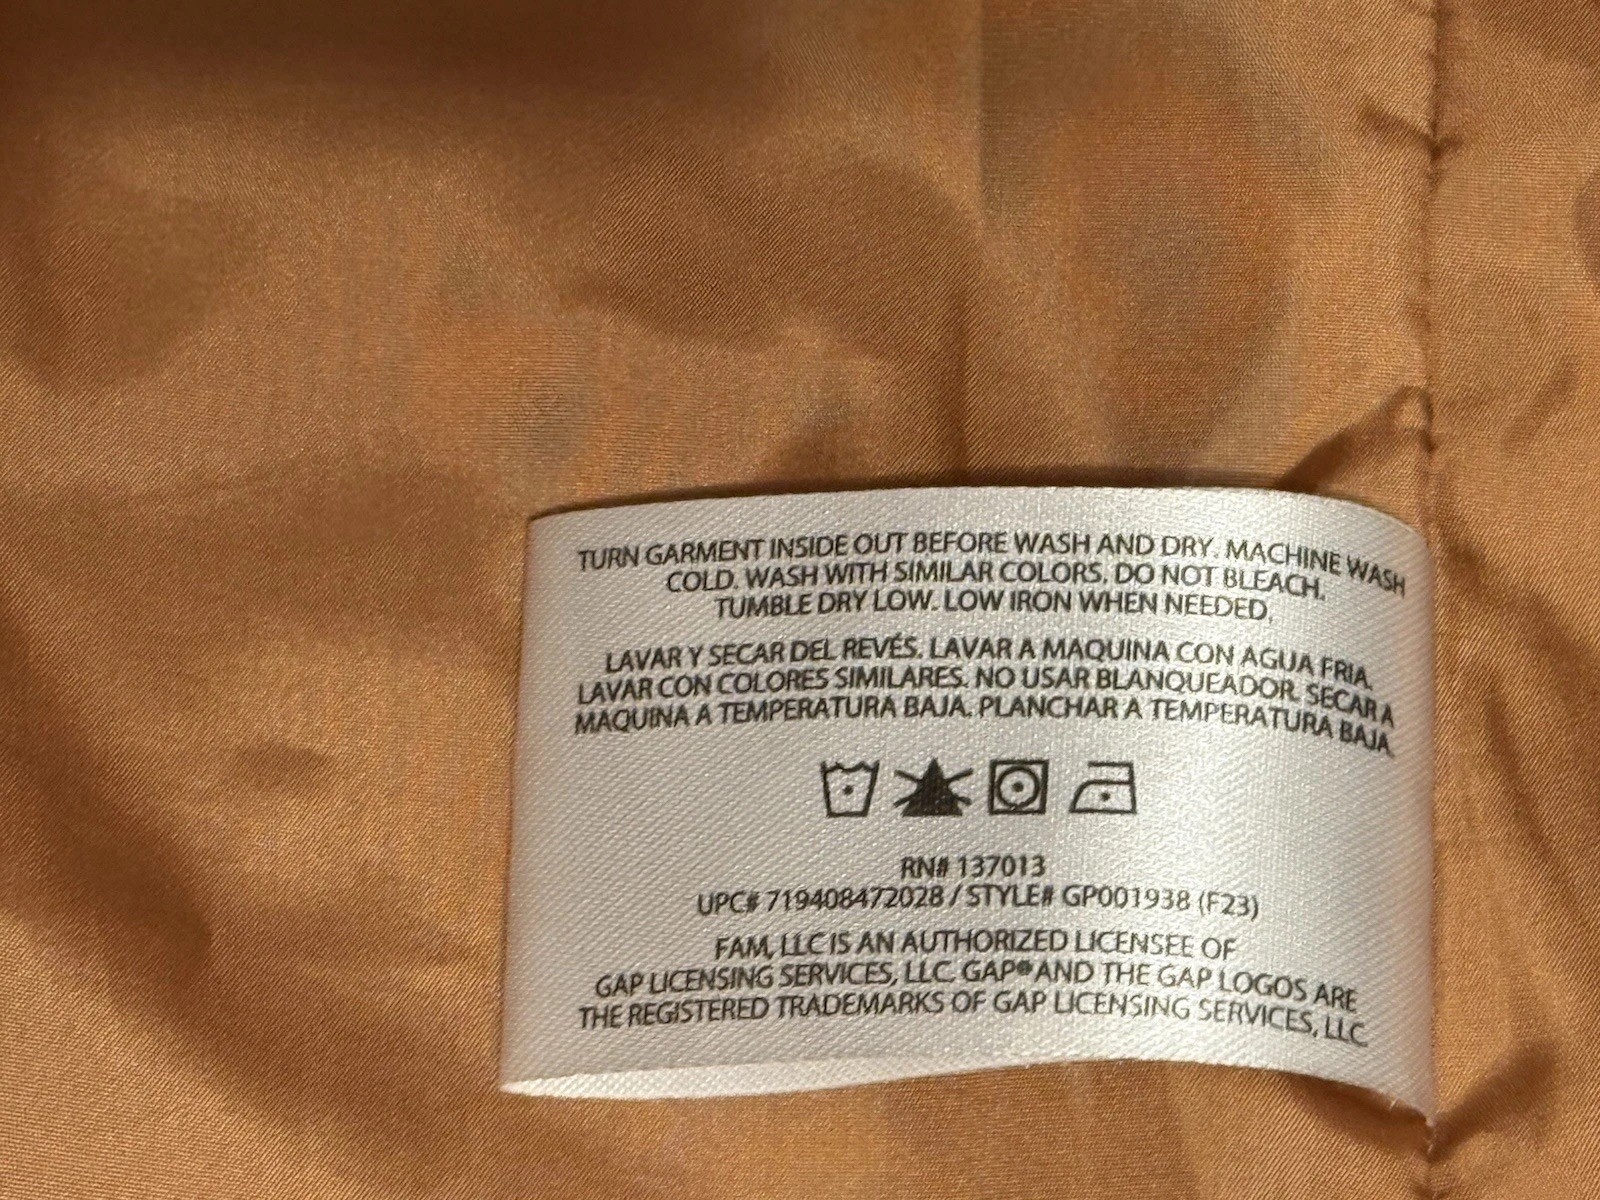 TURN GARMENT INSIDE OUT BEFORE WASH AND DRY. MACHINE WASH
COLD. WASH WITH SIMILAR COLORS. DO NOT BLEACH.
TUMBLE DRY LOW. LOW IRON WHEN NEEDED.
LAVAR Y SECAR DEL REVÉS. LAVAR A MAQUINA CON AGUA FRIA.
LAVAR CON COLORES SIMILARES. NO USAR BLANQUEADOR. SECAR A
MAQUINA A TEMPERATURA BAJA. PLANCHAR A TEMPERATURA BAJA.
RN# 137013
UPC# 719408472028 / STYLE# GP001938 (F23)
FAM, LLC IS AN AUTHORIZED LICENSEE OF
GAP LICENSING SERVICES, LLC. GAP® AND THE GAP LOGOS ARE
THE REGISTERED TRADEMARKS OF GAP LICENSING SERVICES, LLC.